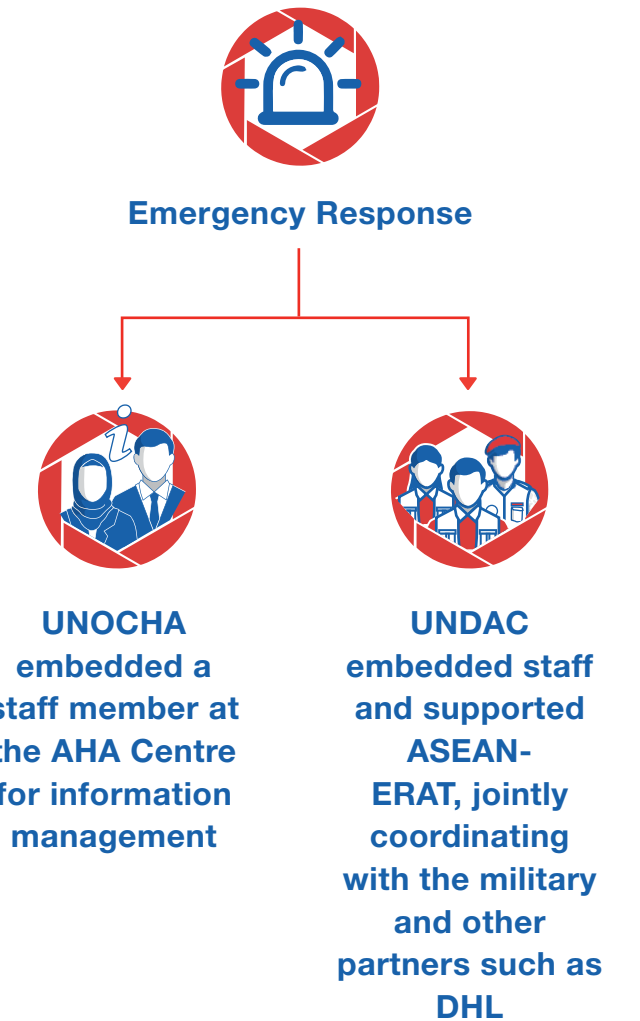 Emergency Response
i
UNOCHA
embedded a
staff member at
the AHA Centre
for information
management
UNDAC
embedded staff
and supported
ASEAN-
ERAT, jointly
coordinating
with the military
and other
partners such as
DHL